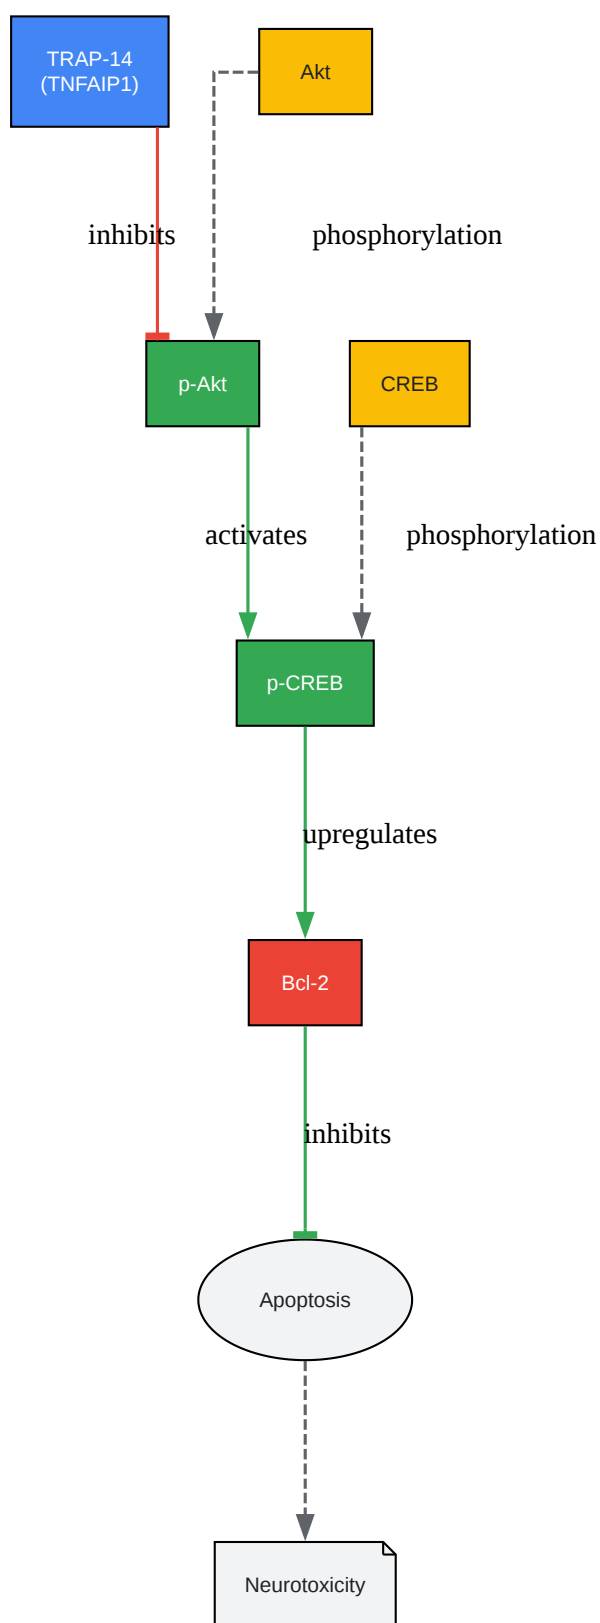 TRAP-14
(TNFAIP1)
Akt
inhibits
phosphorylation
p-Akt
CREB
activates
phosphorylation
p-CREB
upregulates
Bcl-2
inhibits
Apoptosis
Neurotoxicity